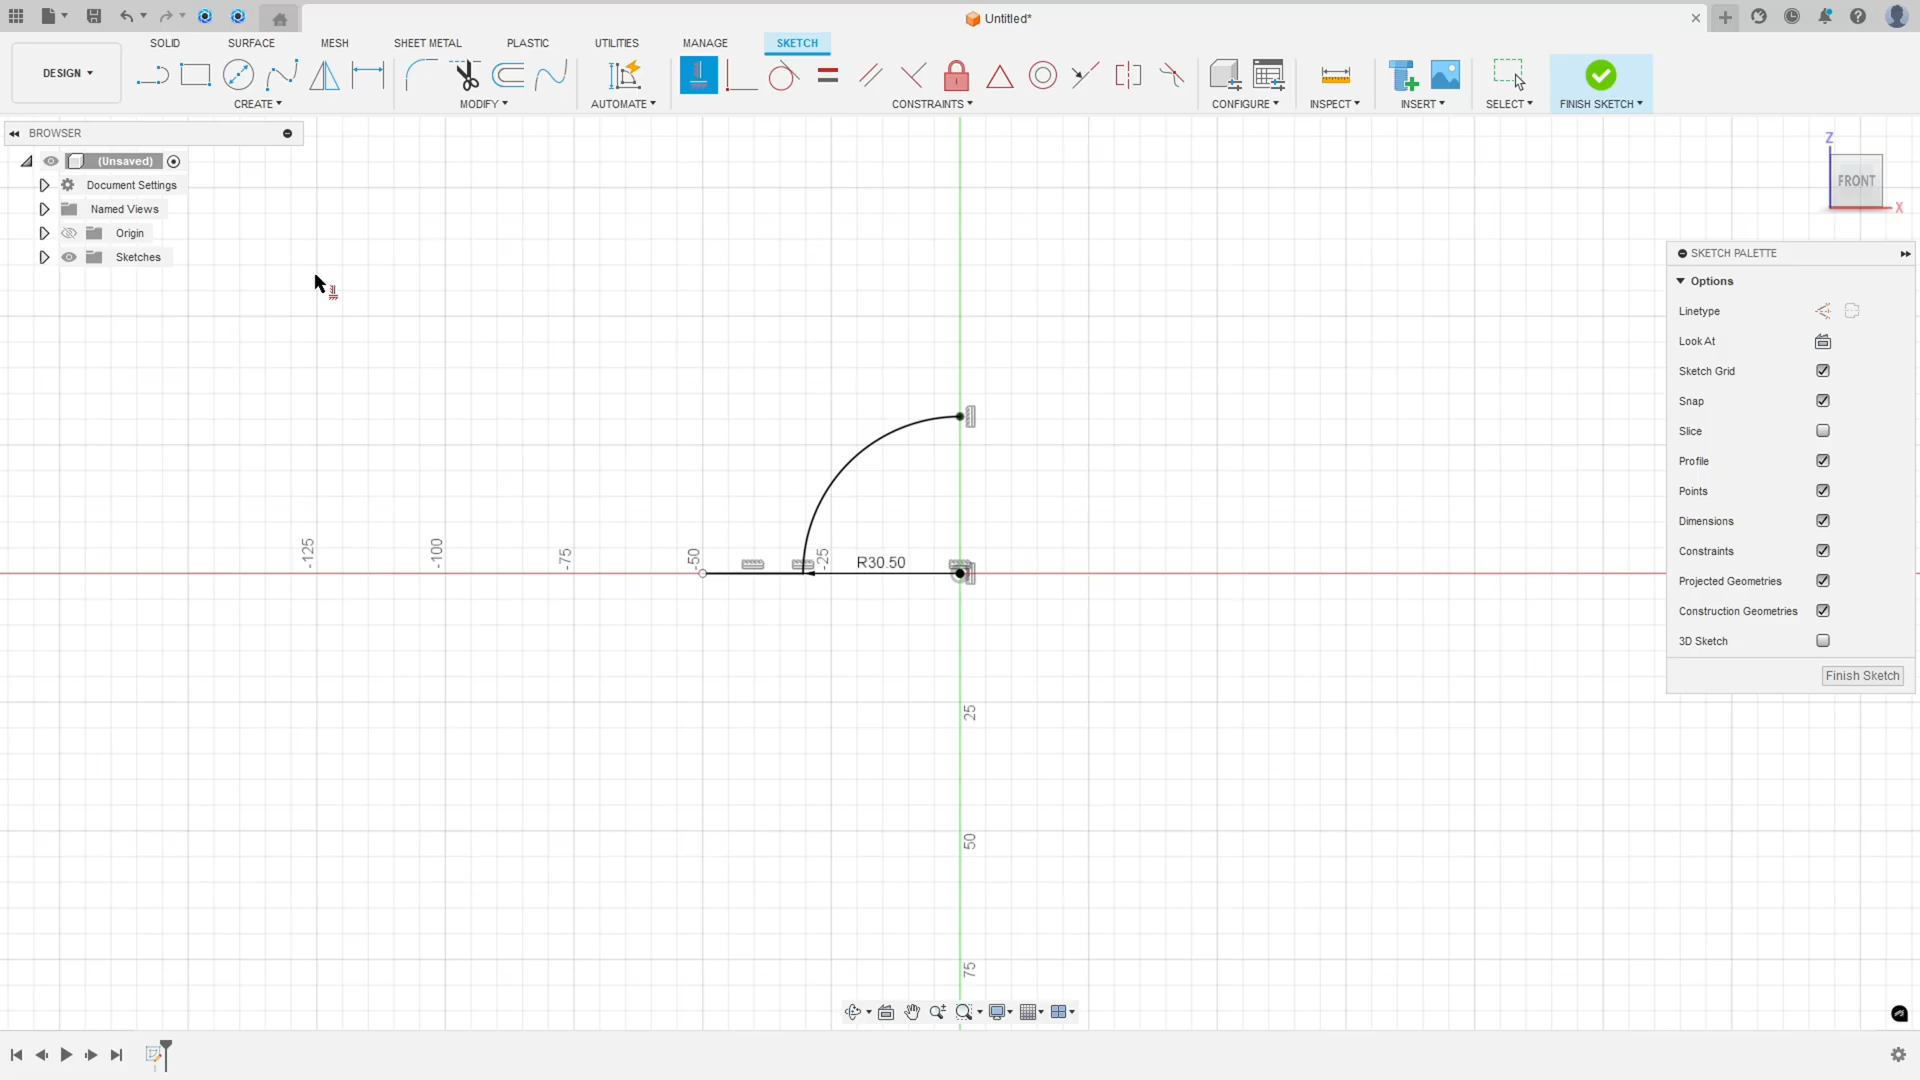 Untitled*
SOLID SURFACE MESH SHEET METAL PLASTIC UTILITIES MANAGE SKETCH
DESIGN
CREATE MODIFY AUTOMATE CONSTRAINTS CONFIGURE INSPECT INSERT SELECT FINISH SKETCH
BROWSER
(Unsaved)
Document Settings
Named Views
Origin
Sketches
Z
FRONT
X
SKETCH PALETTE
Options
Linetype
Look At
Sketch Grid
Snap
Slice
Profile
Points
Dimensions
Constraints
Projected Geometries
Construction Geometries
3D Sketch
Finish Sketch
-125
-100
-75
-50
-25
R30.50
25
50
75